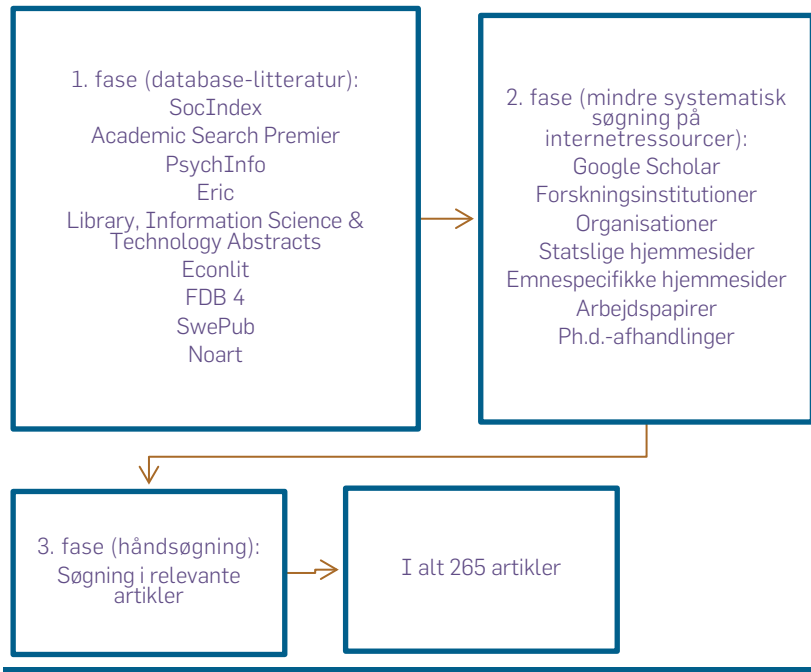 1. fase (database-litteratur):
SocIndex
Academic Search Premier
PsychInfo
Eric
Library, Information Science &
Technology Abstracts
Econlit
FDB 4
SwePub
Noart
2. fase (mindre systematisk
søgning på
internetressourcer):
Google Scholar
Forskningsinstitutioner
Organisationer
Statslige hjemmesider
Emnespecifikke hjemmesider
Arbejdspapirer
Ph.d.-afhandlinger
3. fase (håndsøgning):
Søgning i relevante
artikler
I alt 265 artikler